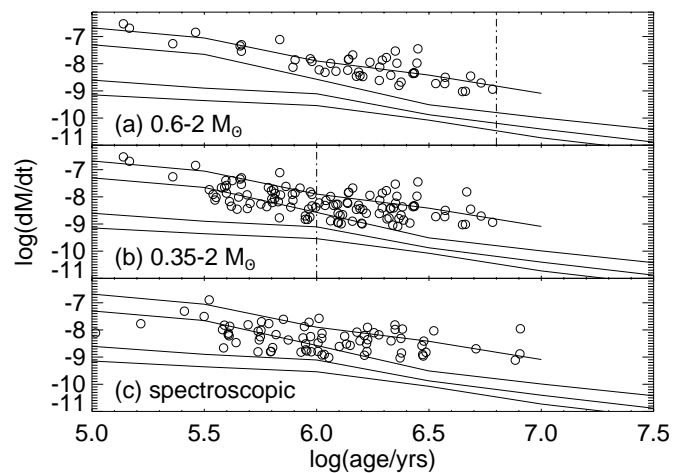 -7
-8
-9
-10
-11
(a) 0.6-2 M☉
-7
-8
-9
-10
-11
(b) 0.35-2 M☉
-7
-8
-9
-10
-11
(c) spectroscopic
log(dM/dt)
5.0 5.5 6.0 6.5 7.0 7.5
log(age/yrs)